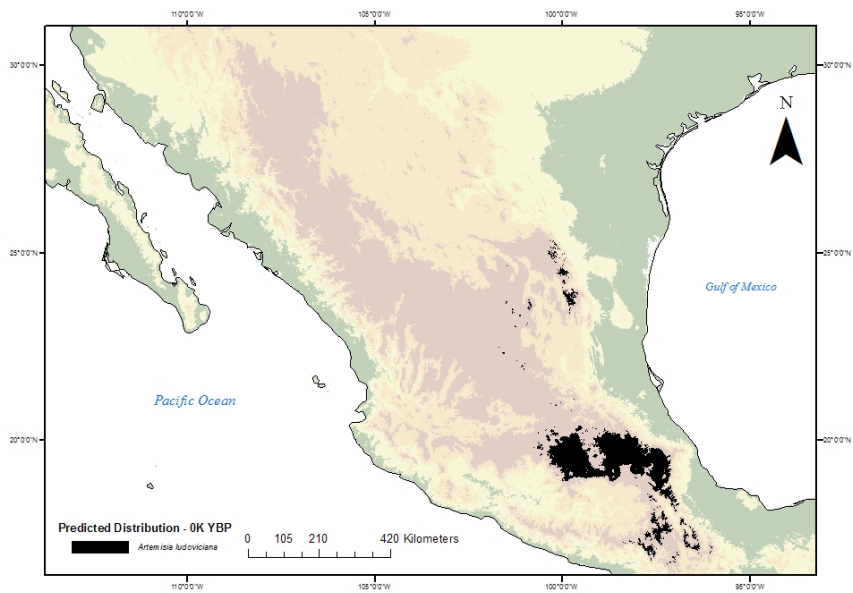 110°0'0"W 105°0'0"W 100°0'0"W 95°0'0"W
30°0'0"N 30°0'0"N
N
25°0'0"N 25°0'0"N
Gulf of Mexico
Pacific Ocean
20°0'0"N 20°0'0"N
Predicted Distribution - 0K YBP
Artemisia ludoviciana
0 105 210 420 Kilometers
110°0'0"W 105°0'0"W 100°0'0"W 95°0'0"W